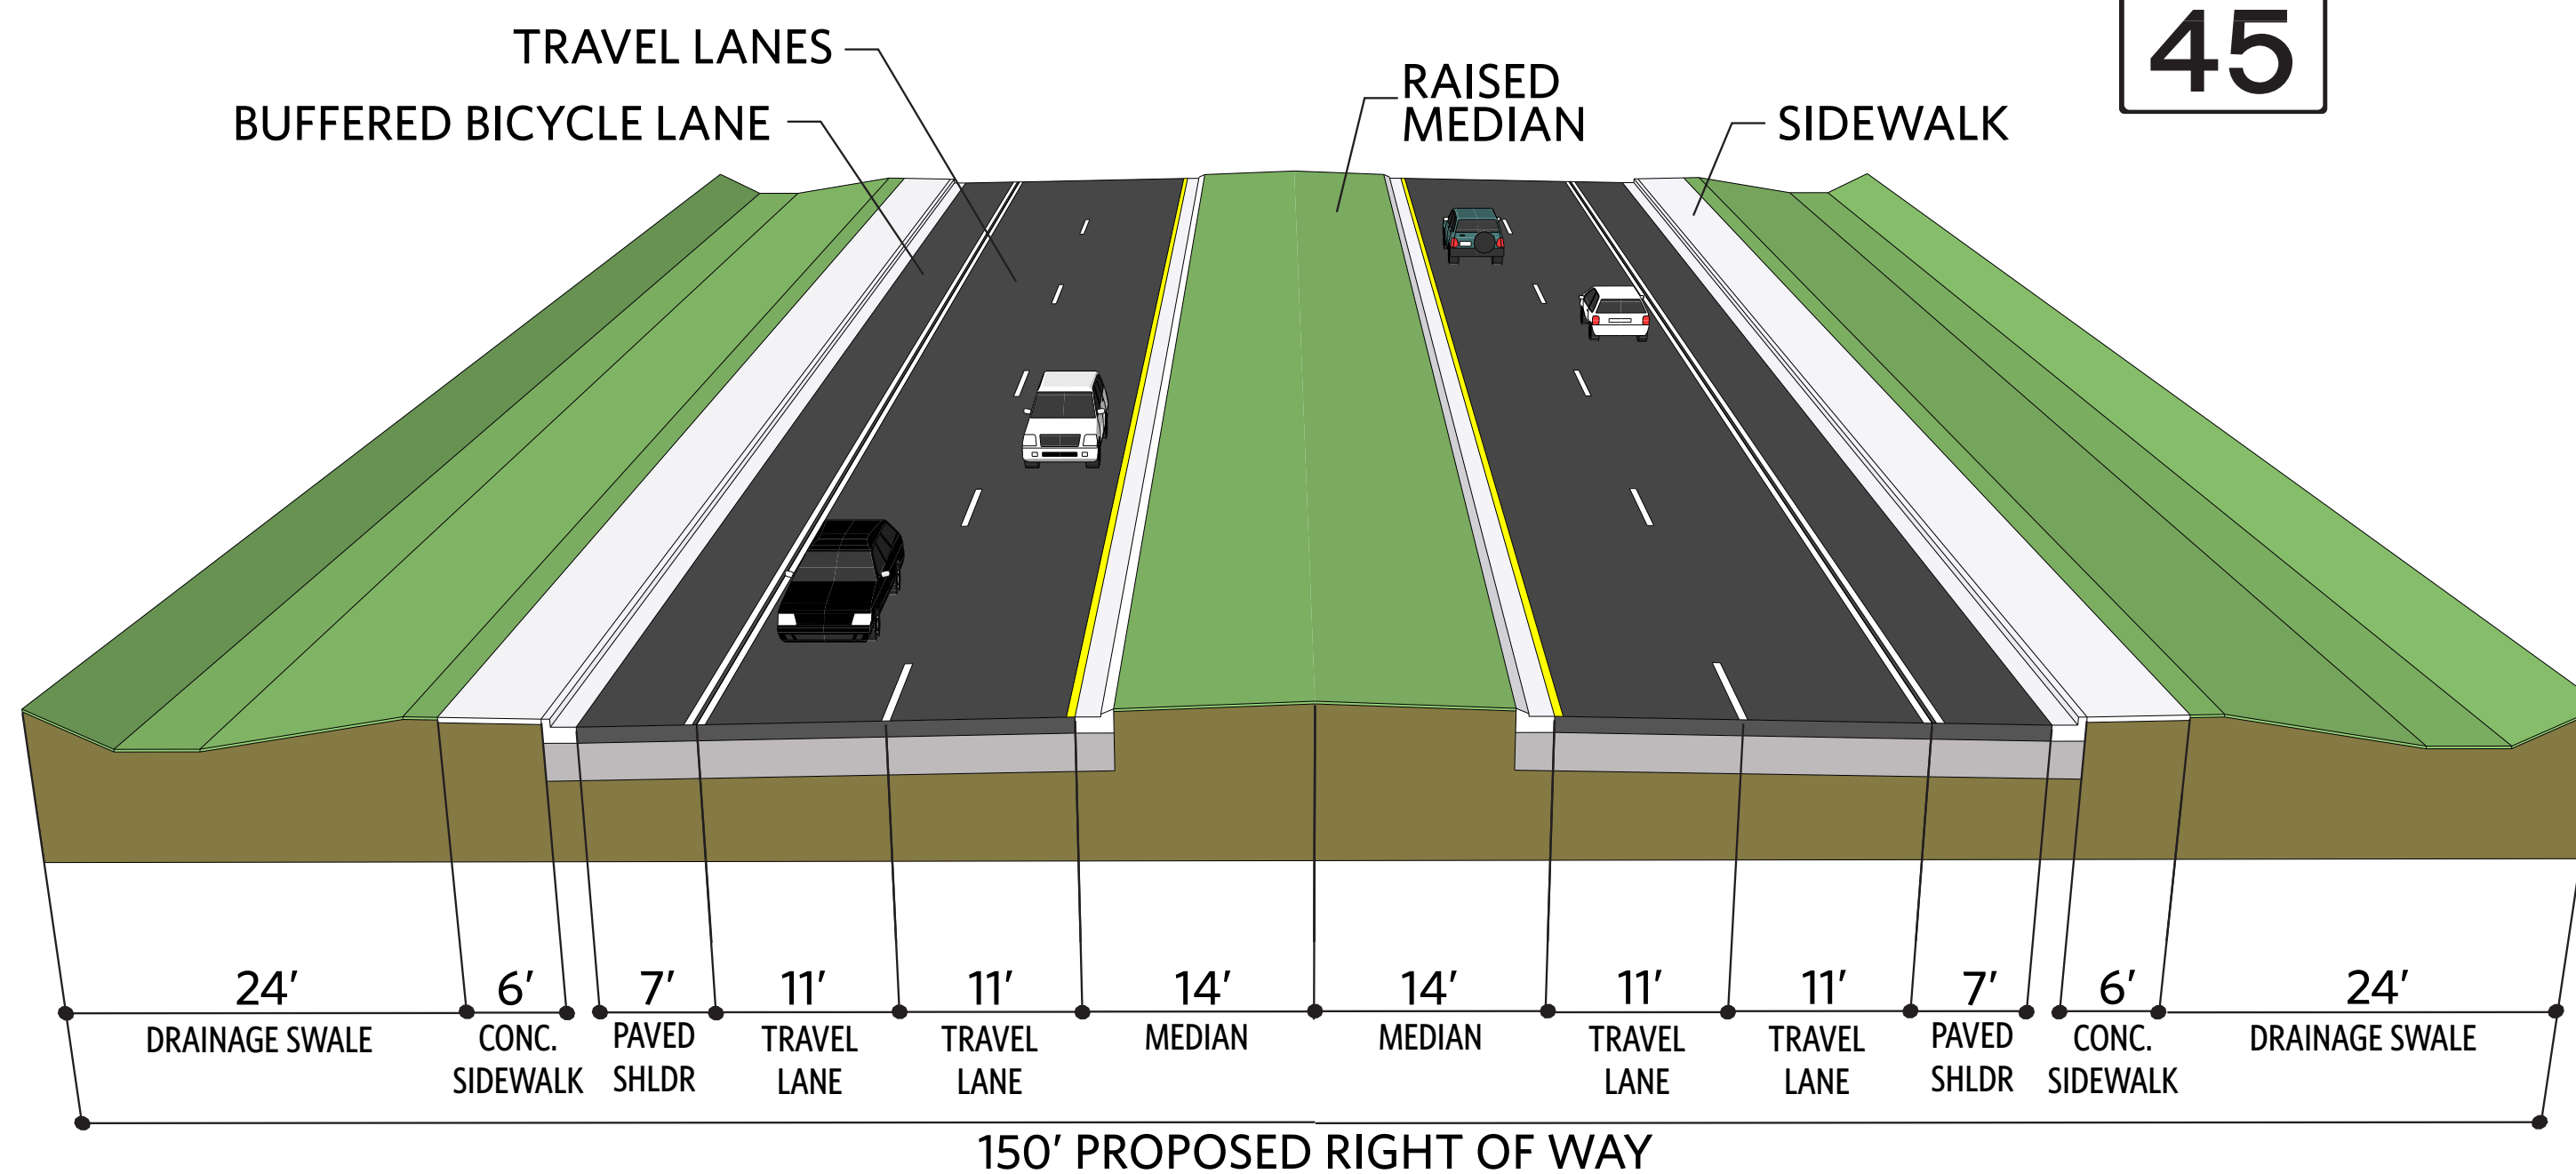 45
TRAVEL LANES
RAISED
MEDIAN
BUFFERED BICYCLE LANE
SIDEWALK
24' 6' 7' 11' 11' 14' 14' 11' 11' 7' 6' 24'
DRAINAGE SWALE CONC. PAVED TRAVEL TRAVEL MEDIAN MEDIAN TRAVEL TRAVEL PAVED CONC. DRAINAGE SWALE
SIDEWALK SHLDR LANE LANE LANE LANE SHLDR SIDEWALK
150' PROPOSED RIGHT OF WAY